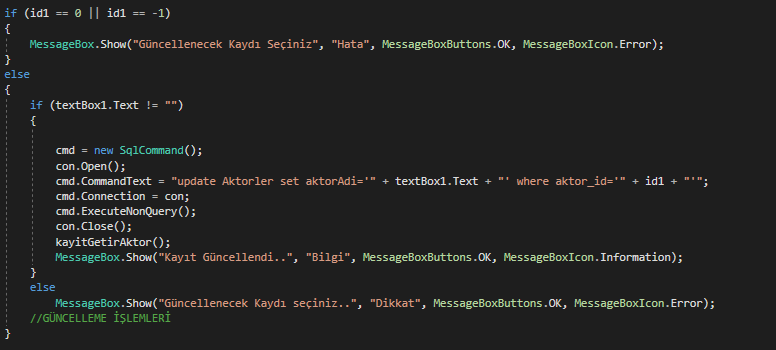 if (id1 == 0 || id1 == -1)
{
MessageBox.Show("Güncellenecek Kaydı Seçiniz", "Hata", MessageBoxButtons.OK, MessageBoxIcon.Error);
}
else
{
if (textBox1.Text != "")
{
cmd = new SqlCommand();
con.Open();
cmd.CommandText = "update Aktorler set aktorAdi='" + textBox1.Text + "' where aktor_id='" + id1 + "'";
cmd.Connection = con;
cmd.ExecuteNonQuery();
con.Close();
kayitGetirAktor();
MessageBox.Show("Kayıt Güncellendi..", "Bilgi", MessageBoxButtons.OK, MessageBoxIcon.Information);
}
else
MessageBox.Show("Güncellenecek Kaydı seçiniz..", "Dikkat", MessageBoxButtons.OK, MessageBoxIcon.Error);
//GÜNCELLEME İŞLEMLERİ
}